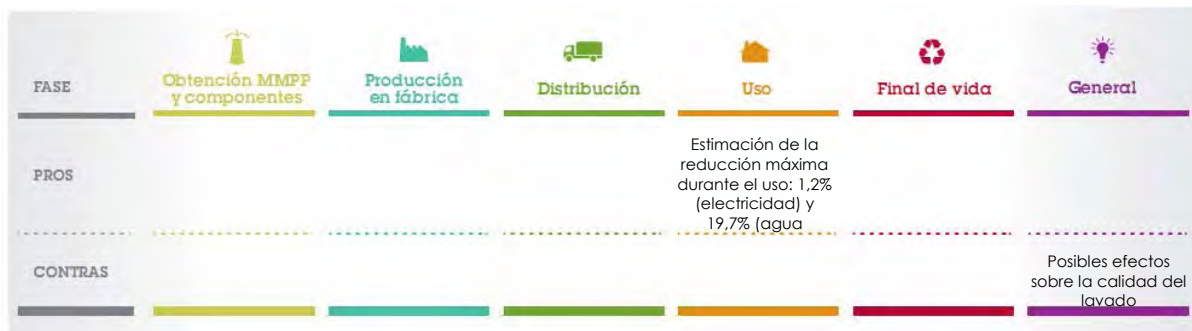 FASE
Obtención MMPP
y componentes
Producción
en fábrica
Distribución
Uso
Final de vida
General
PROS
Estimación de la
reducción máxima
durante el uso: 1,2%
(electricidad) y
19,7% (agua
CONTRAS
Posibles efectos
sobre la calidad del
lavado